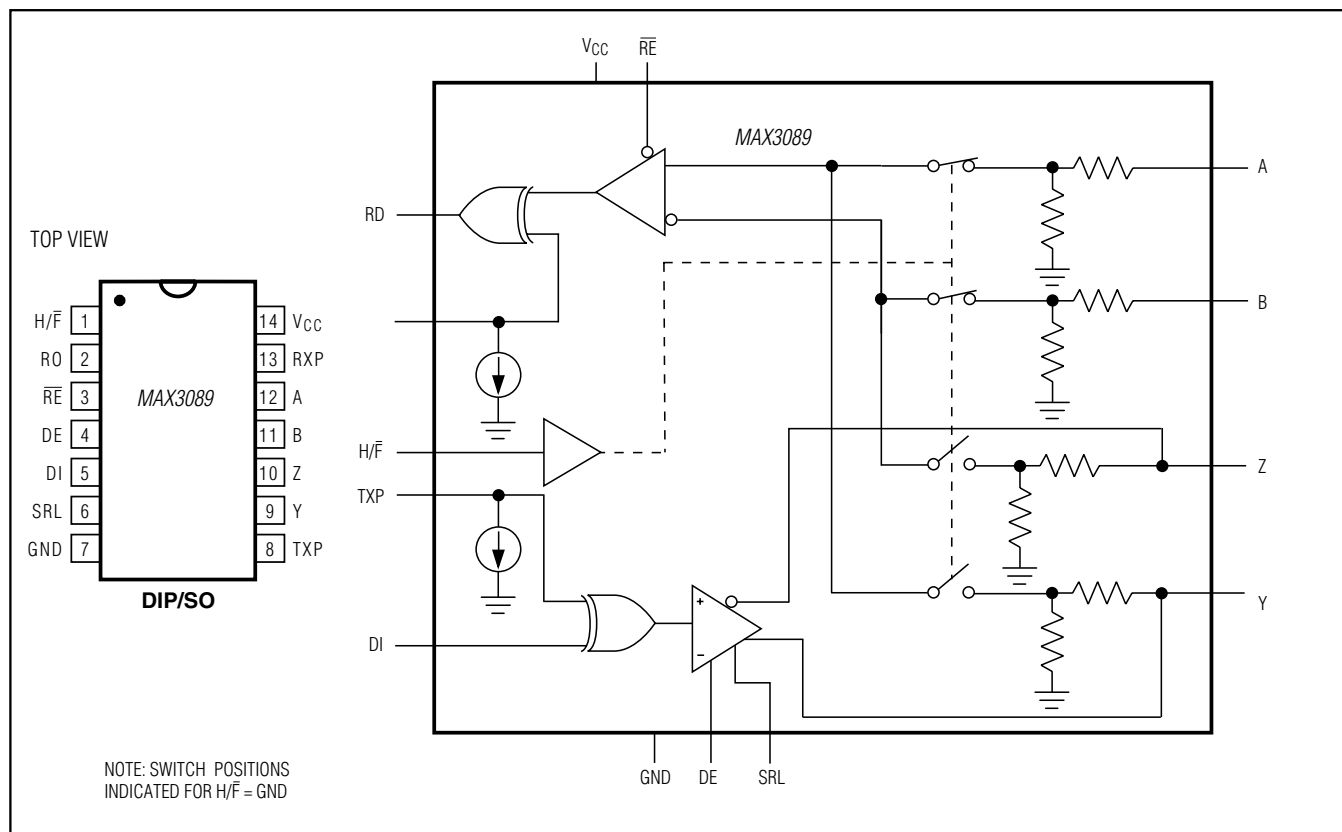 TOP VIEW
H/F̅ 1
RO 2
R̅E̅ 3
DE 4
DI 5
SRL 6
GND 7
14 VCC
13 RXP
12 A
11 B
10 Z
9 Y
8 TXP
MAX3089
DIP/SO
NOTE: SWITCH POSITIONS
INDICATED FOR H/F̅ = GND
VCC
R̅E̅
MAX3089
RD
H/F̅
TXP
DI
+
−
A
B
Z
Y
GND
DE
SRL